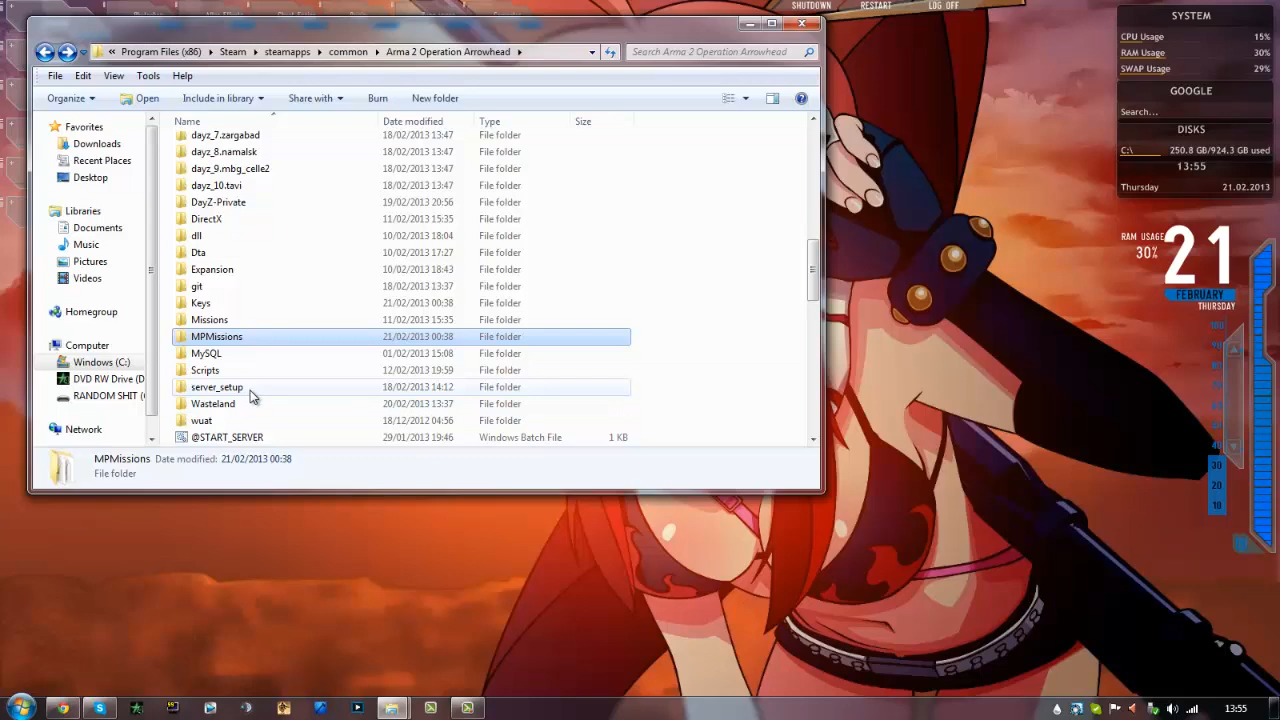 SHUTDOWN RESTART LOG OFF
« Program Files (x86) ▸ Steam ▸ steamapps ▸ common ▸ Arma 2 Operation Arrowhead ▸
Search Arma 2 Operation Arrowhead
File Edit View Tools Help
Organize Open Include in library Share with Burn New folder
Favorites
Downloads
Recent Places
Desktop
Libraries
Documents
Music
Pictures
Videos
Homegroup
Computer
Windows (C:)
DVD RW Drive (D
RANDOM SHIT (
Network
Name Date modified Type Size
dayz_7.zargabad 18/02/2013 13:47 File folder
dayz_8.namalsk 18/02/2013 13:47 File folder
dayz_9.mbg_celle2 18/02/2013 13:47 File folder
dayz_10.tavi 18/02/2013 13:47 File folder
DayZ-Private 19/02/2013 20:56 File folder
DirectX 11/02/2013 15:35 File folder
dll 10/02/2013 18:04 File folder
Dta 10/02/2013 17:27 File folder
Expansion 10/02/2013 18:43 File folder
git 18/02/2013 13:37 File folder
Keys 21/02/2013 00:38 File folder
Missions 11/02/2013 15:35 File folder
MPMissions 21/02/2013 00:38 File folder
MySQL 01/02/2013 15:08 File folder
Scripts 12/02/2013 19:59 File folder
server_setup 18/02/2013 14:12 File folder
Wasteland 20/02/2013 13:37 File folder
wuat 18/12/2012 04:56 File folder
@START_SERVER 29/01/2013 19:46 Windows Batch File 1 KB
MPMissions Date modified: 21/02/2013 00:38
File folder
SYSTEM
CPU Usage 15%
RAM Usage 30%
SWAP Usage 29%
GOOGLE
Search...
DISKS
C:\ 250.8 GB/924.3 GB used
13:55
Thursday 21.02.2013
RAM USAGE
30%
21
FEBRUARY
THURSDAY
30
20
10
13:55